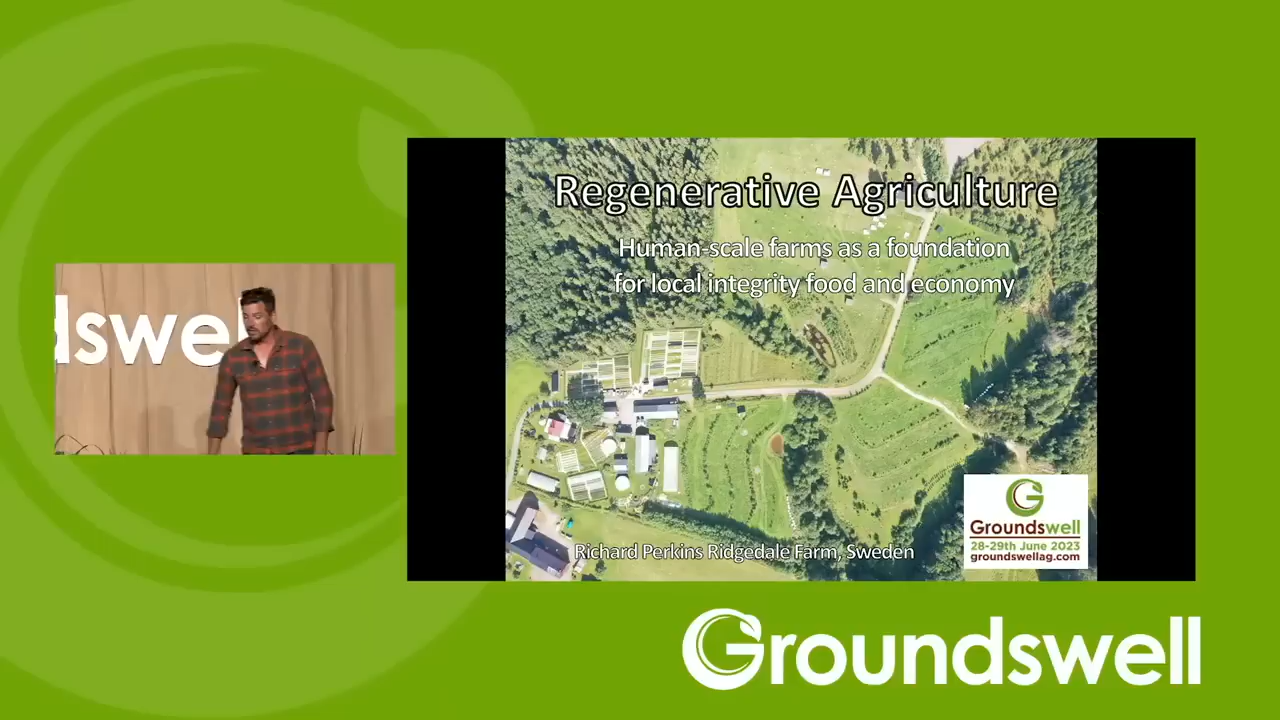 dswel
Regenerative Agriculture
Human-scale farms as a foundation
for local integrity food and economy
Richard Perkins Ridgedale Farm, Sweden
Groundswell
28-29th June 2023
groundswellag.com
Groundswell